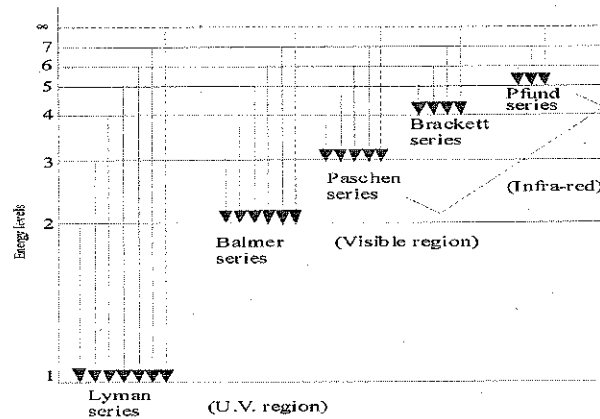 ∞
7
6
5
4
3
2
1
Energy levels
Pfund
series
Brackett
series
(Infra-red)
Paschen
series
Balmer
series
(Visible region)
Lyman
series
(U.V. region)